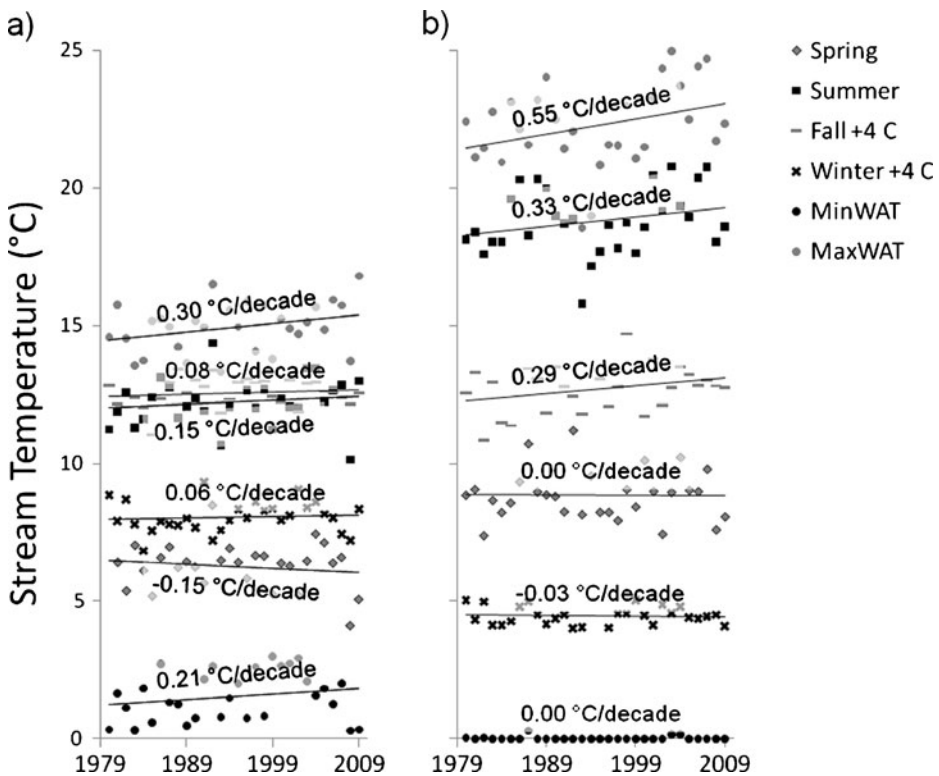 a)
b)
Stream Temperature (°C)
25
20
15
10
5
0
0.30 °C/decade
0.08 °C/decade
0.15 °C/decade
0.06 °C/decade
-0.15 °C/decade
0.21 °C/decade
1979
1989
1999
2009
0.55 °C/decade
0.33 °C/decade
0.29 °C/decade
0.00 °C/decade
-0.03 °C/decade
0.00 °C/decade
1979
1989
1999
2009
Spring
Summer
Fall +4 C
Winter +4 C
MinWAT
MaxWAT